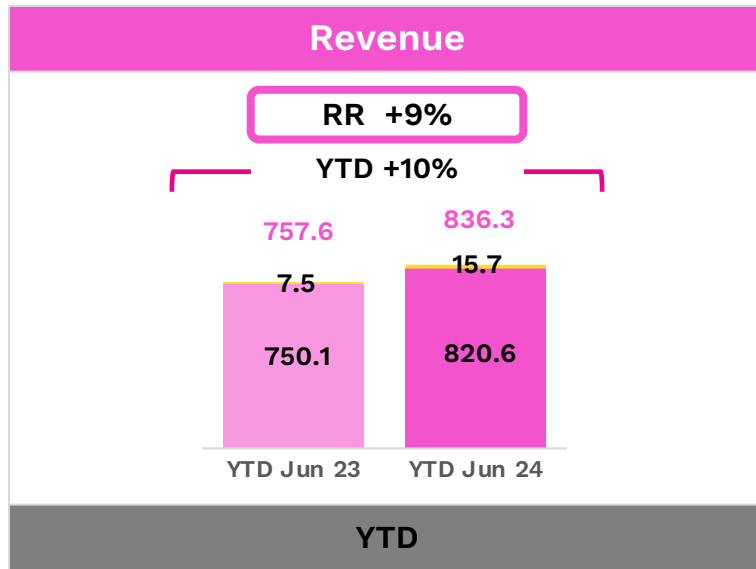 Revenue
RR +9%
YTD +10%
757.6 836.3
7.5 15.7
750.1 820.6
YTD Jun 23 YTD Jun 24
YTD